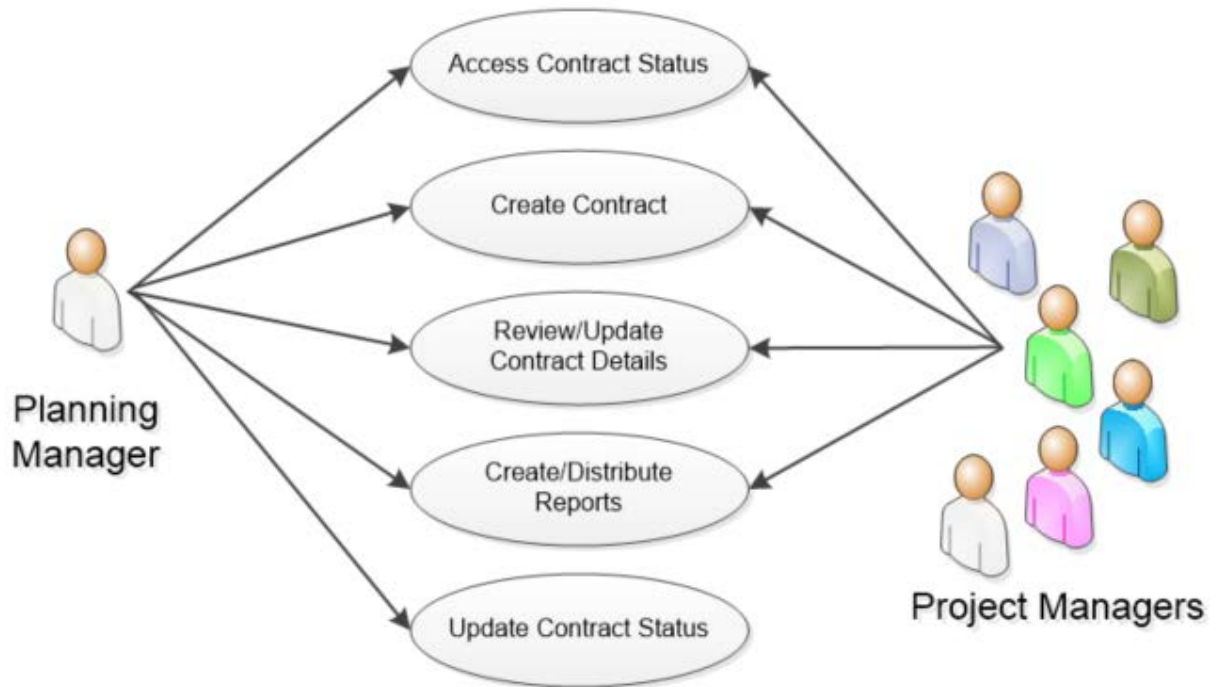 Access Contract Status
Create Contract
Review/Update
Contract Details
Planning
Manager
Create/Distribute
Reports
Update Contract Status
Project Managers